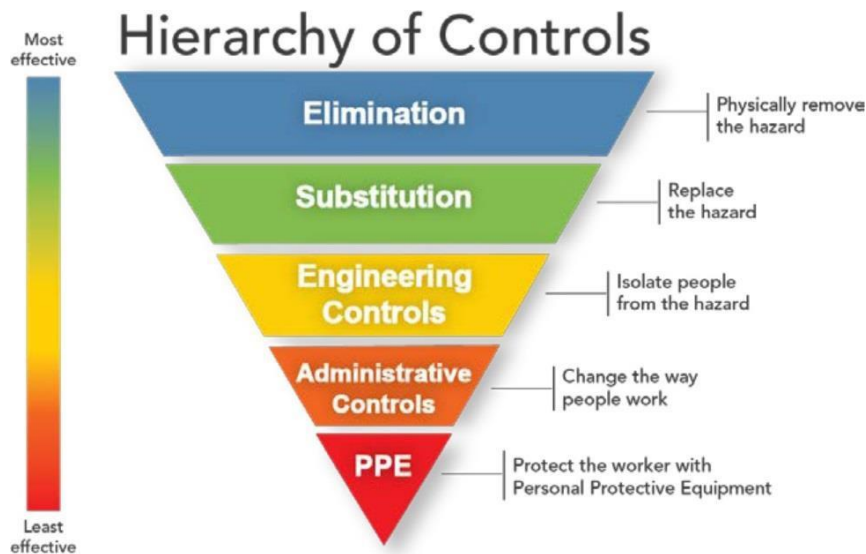 Hierarchy of Controls
Most
effective
Elimination
Physically remove
the hazard
Substitution
Replace
the hazard
Engineering
Controls
Isolate people
from the hazard
Administrative
Controls
Change the way
people work
PPE
Protect the worker with
Personal Protective Equipment
Least
effective